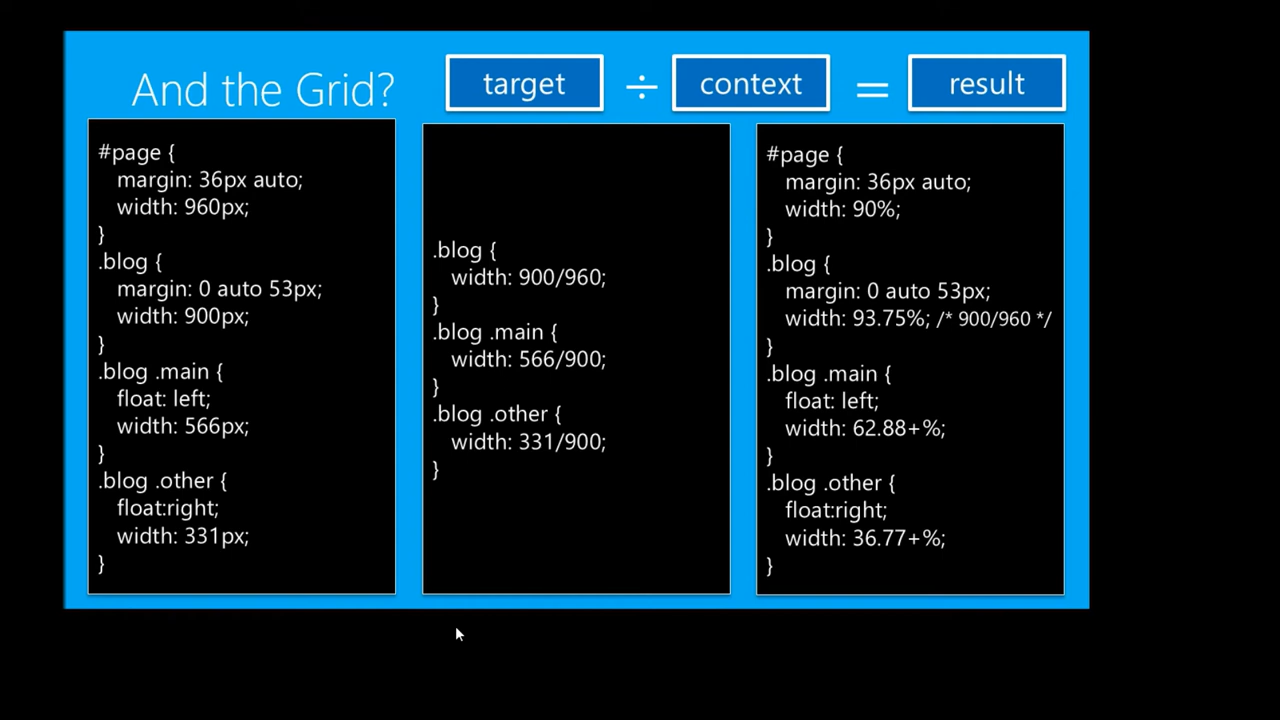 And the Grid?
target ÷ context = result
#page {
margin: 36px auto;
width: 960px;
}
.blog {
margin: 0 auto 53px;
width: 900px;
}
.blog .main {
float: left;
width: 566px;
}
.blog .other {
float:right;
width: 331px;
}
.blog {
width: 900/960;
}
.blog .main {
width: 566/900;
}
.blog .other {
width: 331/900;
}
#page {
margin: 36px auto;
width: 90%;
}
.blog {
margin: 0 auto 53px;
width: 93.75%; /* 900/960 */
}
.blog .main {
float: left;
width: 62.88+%;
}
.blog .other {
float:right;
width: 36.77+%;
}